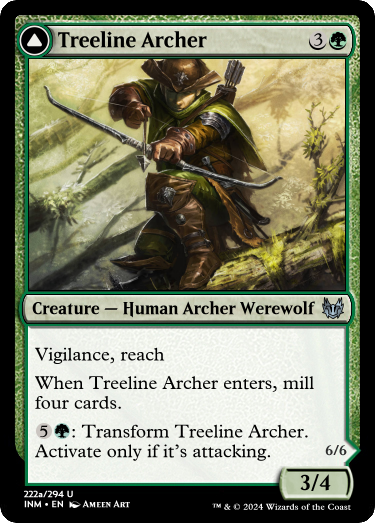 Treeline Archer 3
Creature — Human Archer Werewolf
Vigilance, reach
When Treeline Archer enters, mill
four cards.
5 : Transform Treeline Archer.
Activate only if it's attacking.
6/6
3/4
222a/294 U
INM • EN Ameen Art
™ & © 2024 Wizards of the Coast